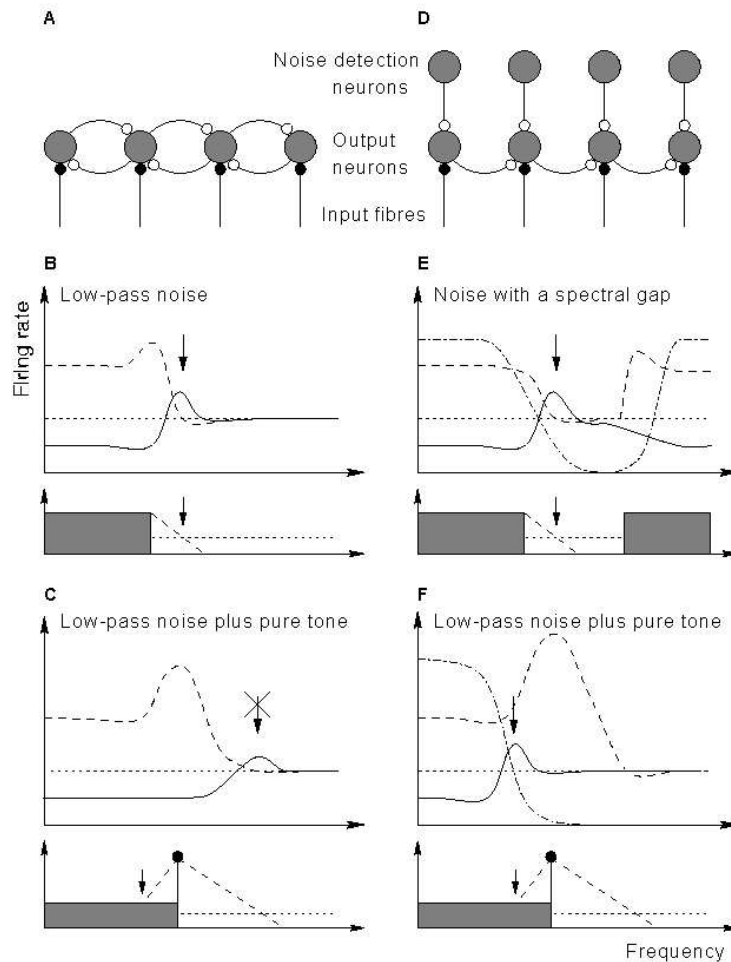 A
D
Noise detection
neurons
Output
neurons
Input fibres
B
E
Low-pass noise
Noise with a spectral gap
Firing rate
C
F
Low-pass noise plus pure tone
Low-pass noise plus pure tone
Frequency